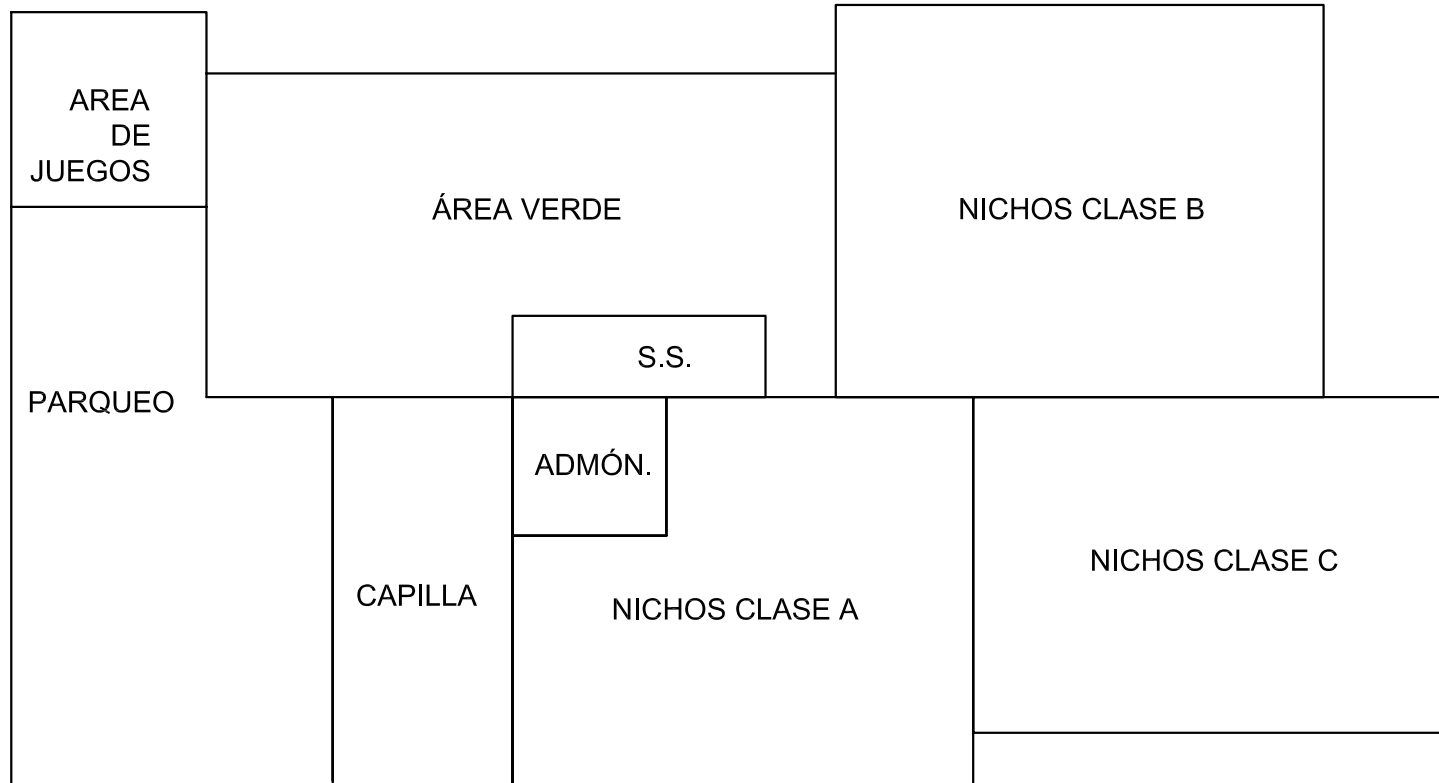 AREA
DE
JUEGOS
ÁREA VERDE
NICHOS CLASE B
S.S.
PARQUEO
ADMÓN.
NICHOS CLASE C
CAPILLA
NICHOS CLASE A